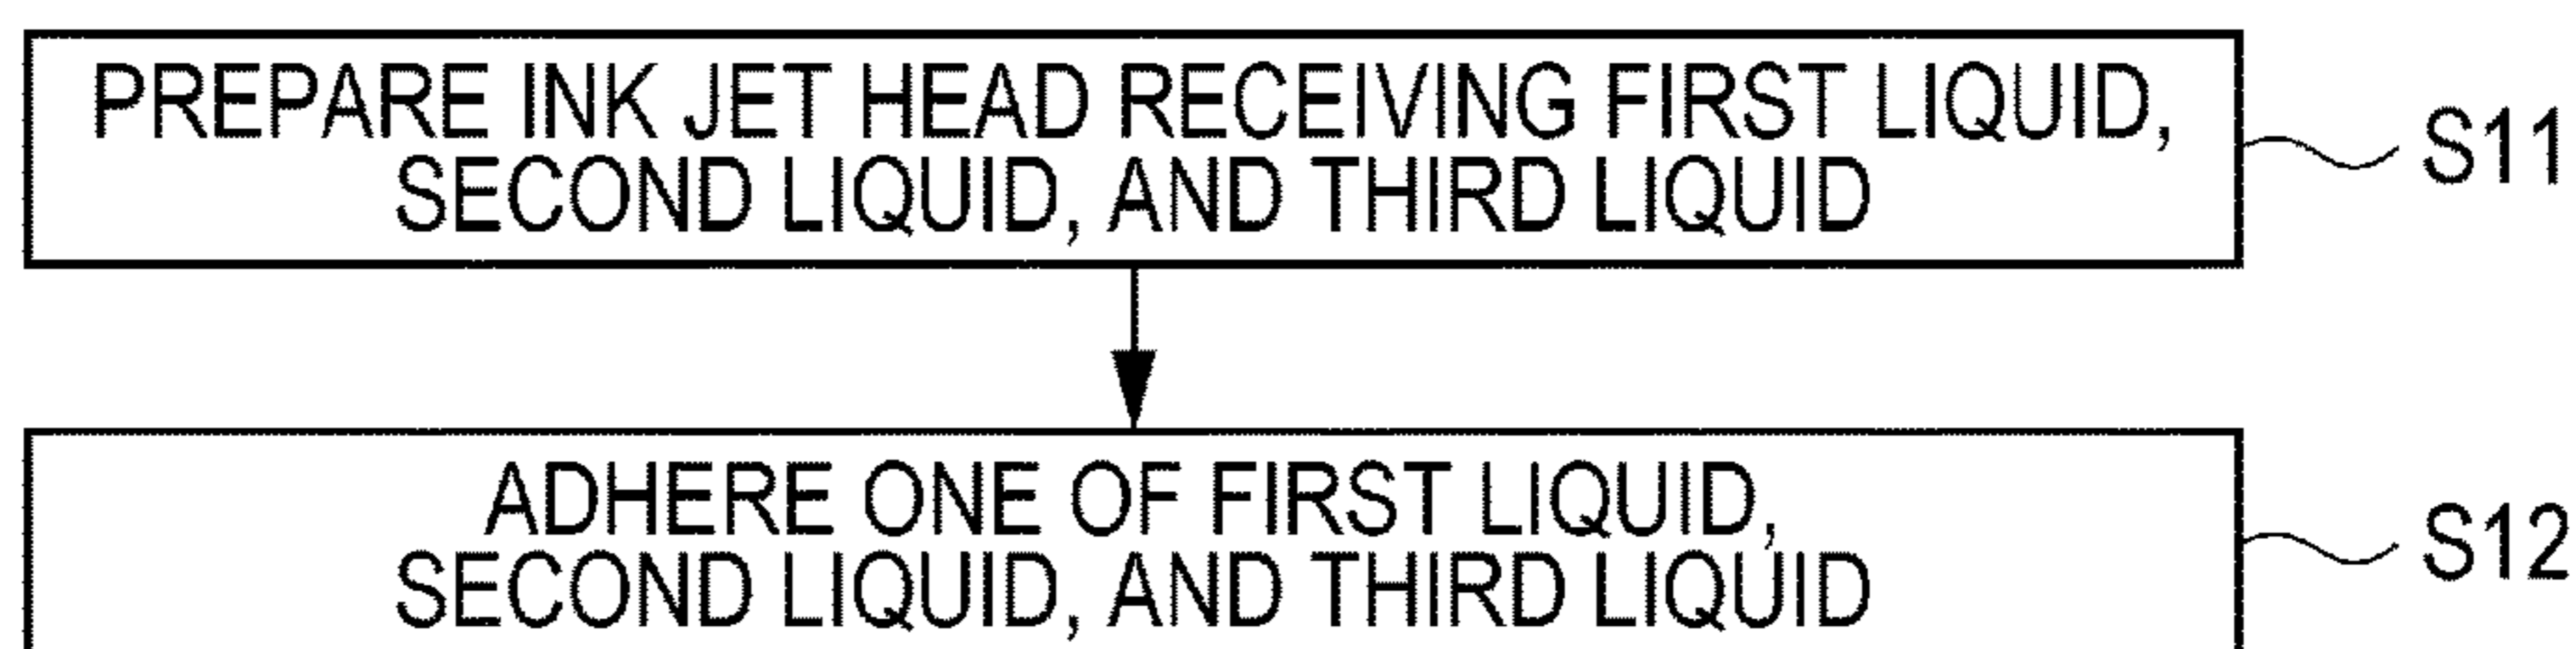 PREPARE INK JET HEAD RECEIVING FIRST LIQUID,
SECOND LIQUID, AND THIRD LIQUID
S11
ADHERE ONE OF FIRST LIQUID,
SECOND LIQUID, AND THIRD LIQUID
S12